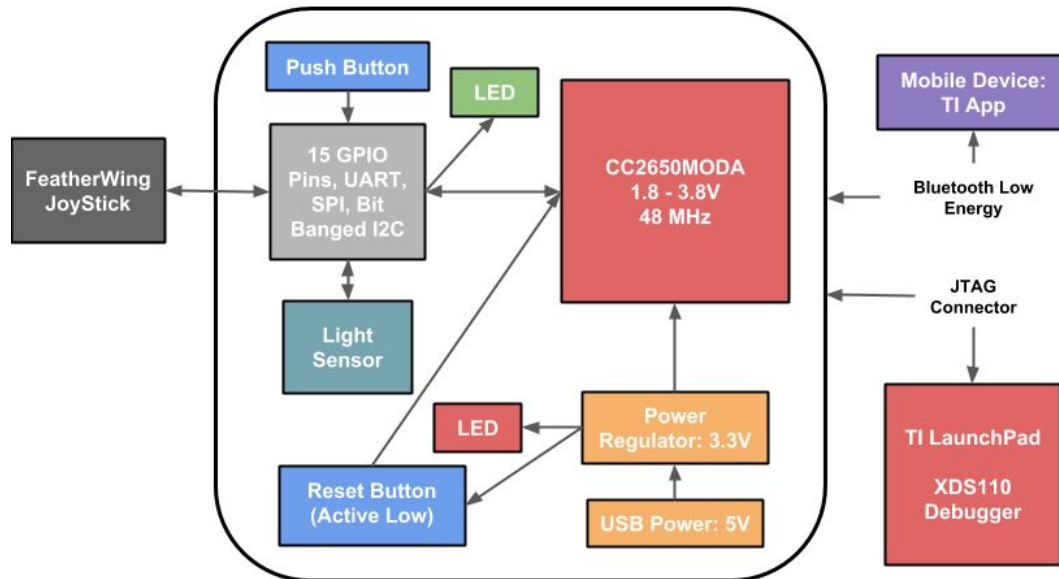 Push Button
LED
Mobile Device:
TI App
FeatherWing
JoyStick
15 GPIO
Pins, UART,
SPI, Bit
Banged I2C
CC2650MODA
1.8 - 3.8V
48 MHz
Bluetooth Low
Energy
JTAG
Connector
Light
Sensor
LED
Power
Regulator: 3.3V
TI LaunchPad
XDS110
Debugger
Reset Button
(Active Low)
USB Power: 5V